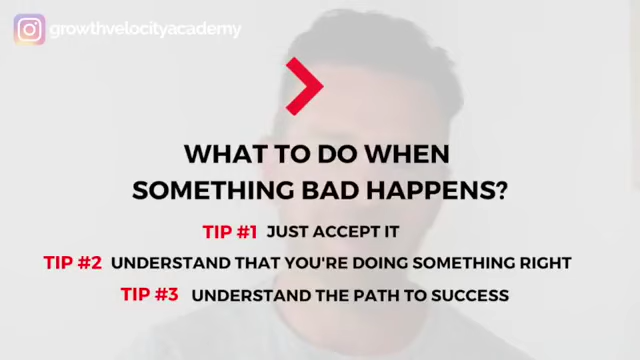 growthvelocityacademy
WHAT TO DO WHEN
SOMETHING BAD HAPPENS?
TIP #1 JUST ACCEPT IT
TIP #2 UNDERSTAND THAT YOU'RE DOING SOMETHING RIGHT
TIP #3 UNDERSTAND THE PATH TO SUCCESS